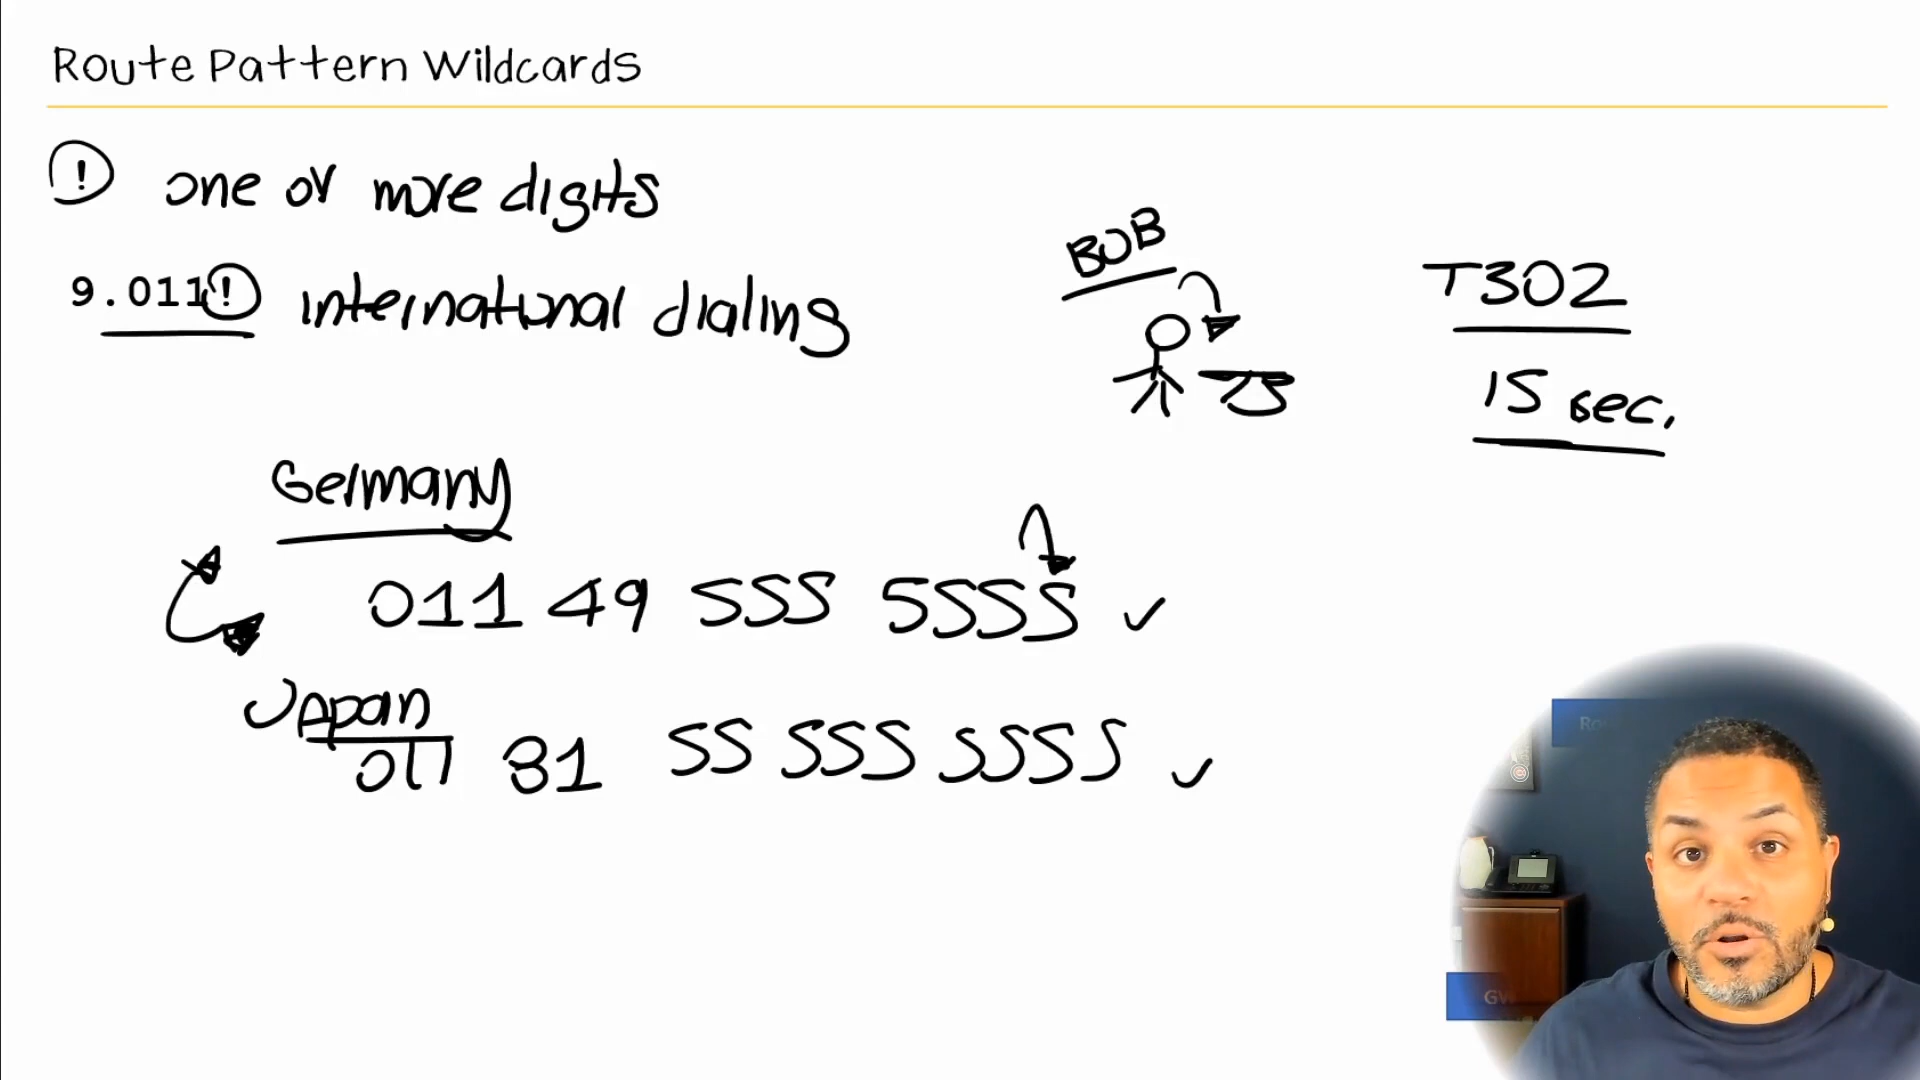 Route Pattern Wildcards
! one or more digits
9.011! international dialing
BOB
T302
15 sec.
Germany
011 49 555 5555
Japan
011 81 55 555 5555
GW